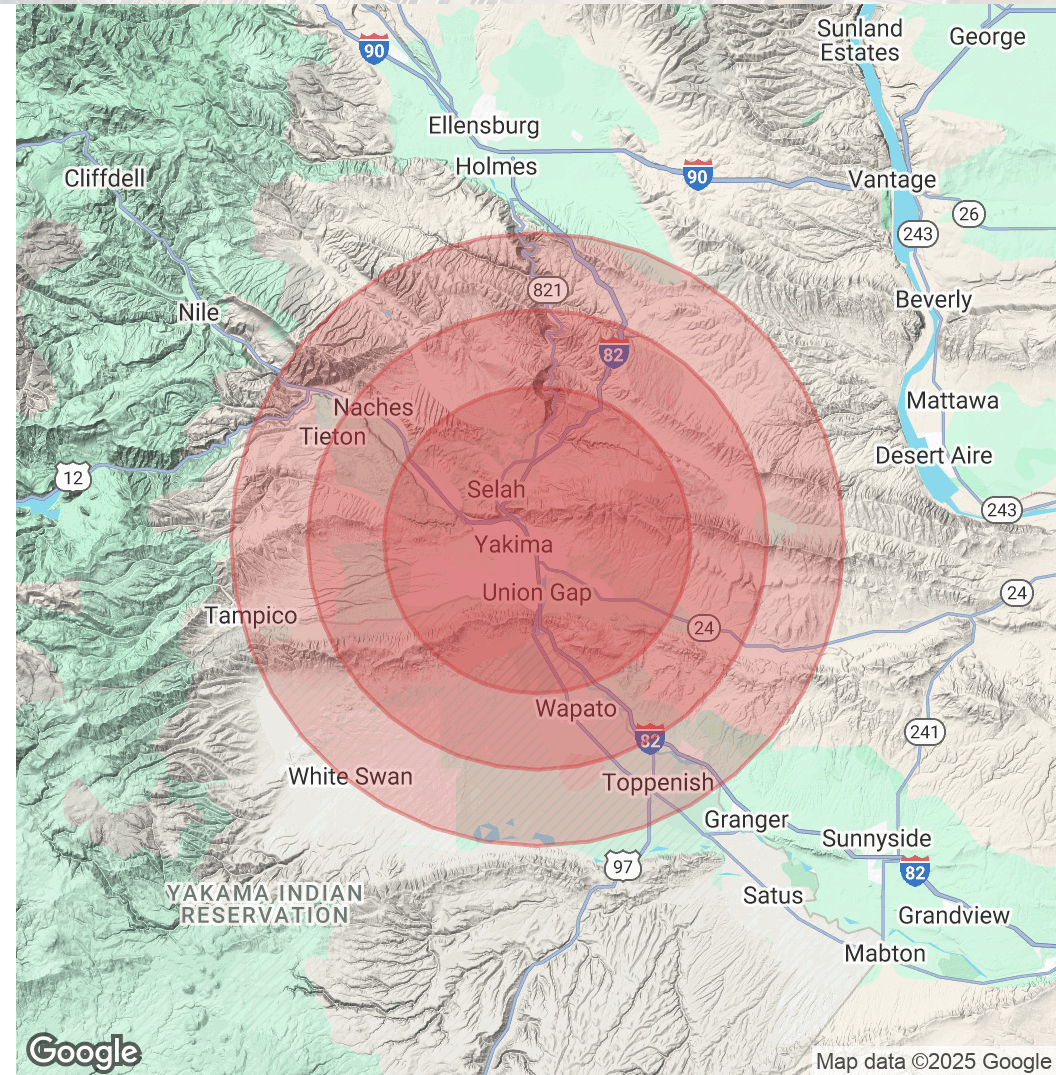 Sunland
Estates
George
90
Ellensburg
Holmes
Cliffdell
90
Vantage
26
243
821
Beverly
Nile
82
Naches
Mattawa
Tieton
Desert Aire
12
Selah
243
Yakima
Union Gap
24
Tampico
24
Wapato
241
82
White Swan
Toppenish
Granger
Sunnyside
97
82
YAKAMA INDIAN
RESERVATION
Satus
Grandview
Mabton
Google
Map data ©2025 Google